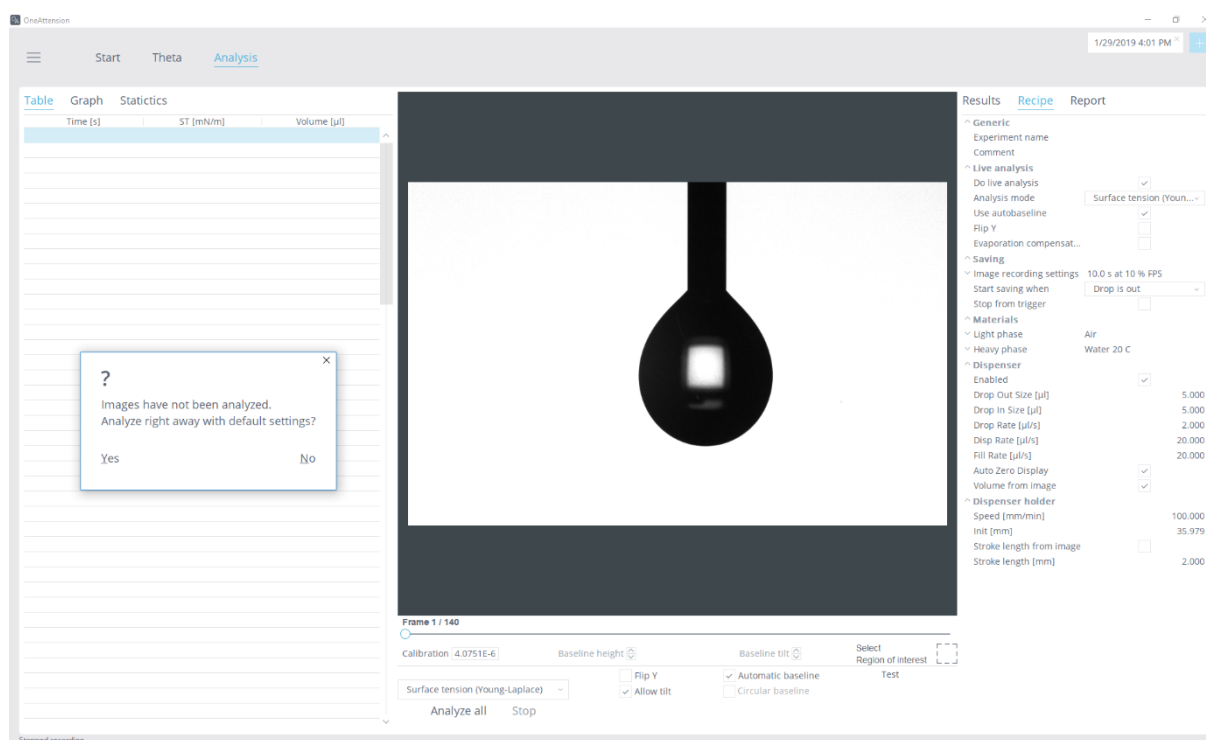 OneAttension
1/29/2019 4:01 PM
Start Theta Analysis
Table Graph Statictics
Time [s] ST [mN/m] Volume [µl]
?
Images have not been analyzed.
Analyze right away with default settings?
Yes No
Frame 1 / 140
Calibration 4.0751E-6 Baseline height Baseline tilt Select
Region of interest
Flip Y Automatic baseline Test
Surface tension (Young-Laplace) Allow tilt Circular baseline
Analyze all Stop
Results Recipe Report
Generic
Experiment name
Comment
Live analysis
Do live analysis
Analysis mode Surface tension (Youn...
Use autobaseline
Flip Y
Evaporation compensat...
Saving
Image recording settings 10.0 s at 10 % FPS
Start saving when Drop is out
Stop from trigger
Materials
Light phase Air
Heavy phase Water 20 C
Dispenser
Enabled
Drop Out Size [µl] 5.000
Drop In Size [µl] 5.000
Drop Rate [µl/s] 2.000
Disp Rate [µl/s] 20.000
Fill Rate [µl/s] 20.000
Auto Zero Display
Volume from image
Dispenser holder
Speed [mm/min] 100.000
Init [mm] 35.979
Stroke length from image
Stroke length [mm] 2.000